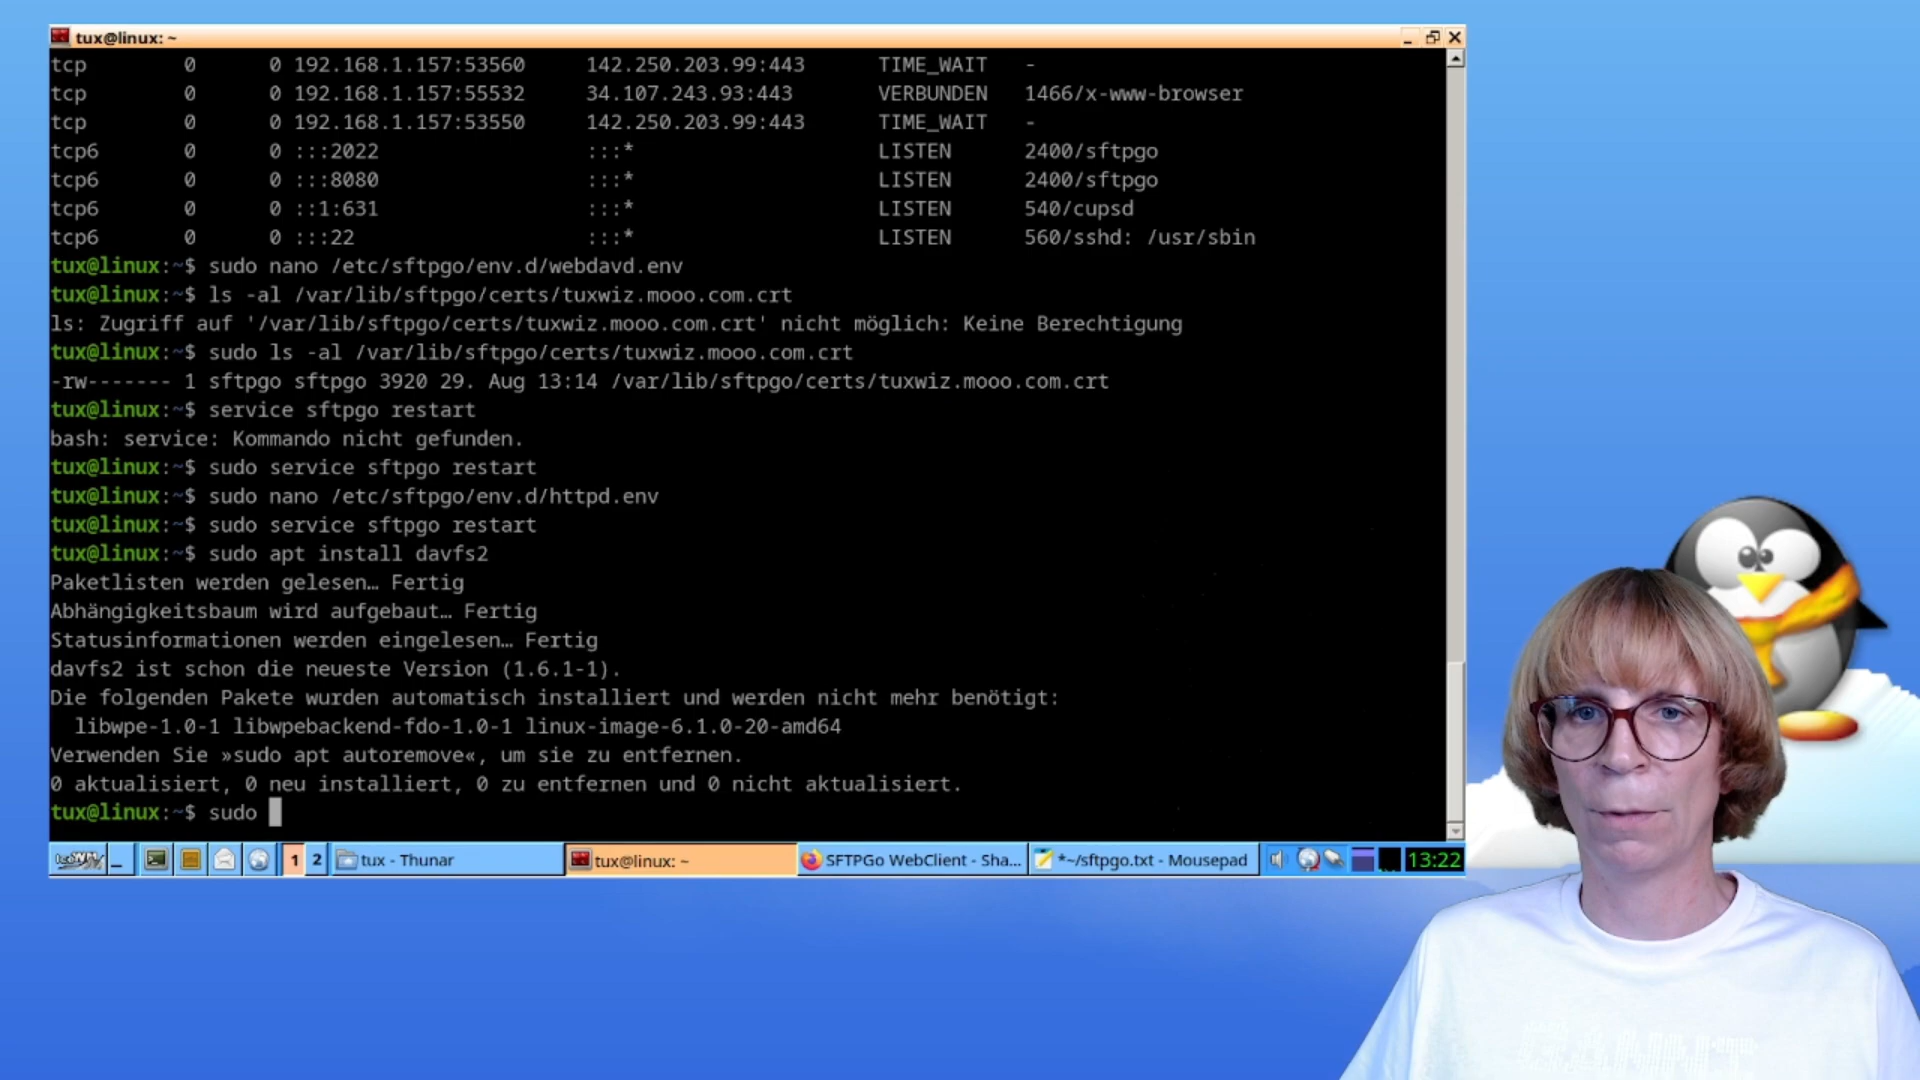 tux@linux: ~
tcp 0 0 192.168.1.157:53560 142.250.203.99:443 TIME_WAIT -
tcp 0 0 192.168.1.157:55532 34.107.243.93:443 VERBUNDEN 1466/x-www-browser
tcp 0 0 192.168.1.157:53550 142.250.203.99:443 TIME_WAIT -
tcp6 0 0 :::2022 :::* LISTEN 2400/sftpgo
tcp6 0 0 :::8080 :::* LISTEN 2400/sftpgo
tcp6 0 0 ::1:631 :::* LISTEN 540/cupsd
tcp6 0 0 :::22 :::* LISTEN 560/sshd: /usr/sbin
tux@linux:~$ sudo nano /etc/sftpgo/env.d/webdavd.env
tux@linux:~$ ls -al /var/lib/sftpgo/certs/tuxwiz.mooo.com.crt
ls: Zugriff auf '/var/lib/sftpgo/certs/tuxwiz.mooo.com.crt' nicht möglich: Keine Berechtigung
tux@linux:~$ sudo ls -al /var/lib/sftpgo/certs/tuxwiz.mooo.com.crt
-rw------- 1 sftpgo sftpgo 3920 29. Aug 13:14 /var/lib/sftpgo/certs/tuxwiz.mooo.com.crt
tux@linux:~$ service sftpgo restart
bash: service: Kommando nicht gefunden.
tux@linux:~$ sudo service sftpgo restart
tux@linux:~$ sudo nano /etc/sftpgo/env.d/httpd.env
tux@linux:~$ sudo service sftpgo restart
tux@linux:~$ sudo apt install davfs2
Paketlisten werden gelesen… Fertig
Abhängigkeitsbaum wird aufgebaut… Fertig
Statusinformationen werden eingelesen… Fertig
davfs2 ist schon die neueste Version (1.6.1-1).
Die folgenden Pakete wurden automatisch installiert und werden nicht mehr benötigt:
libwpe-1.0-1 libwpebackend-fdo-1.0-1 linux-image-6.1.0-20-amd64
Verwenden Sie »sudo apt autoremove«, um sie zu entfernen.
0 aktualisiert, 0 neu installiert, 0 zu entfernen und 0 nicht aktualisiert.
tux@linux:~$ sudo
1 2 tux - Thunar tux@linux: ~ SFTPGo WebClient - Sha... *~/sftpgo.txt - Mousepad 13:22